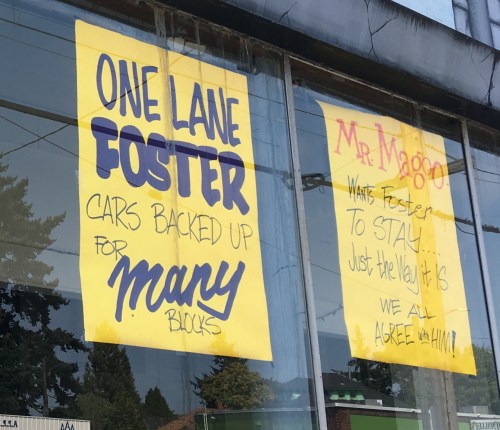 ONE LANE
FOSTER
CARS BACKED UP
FOR
many
BLOCKS
Mr. Magoo
Wants Foster
To STAY....
Just the Way it is
WE ALL
AGREE with HIM!